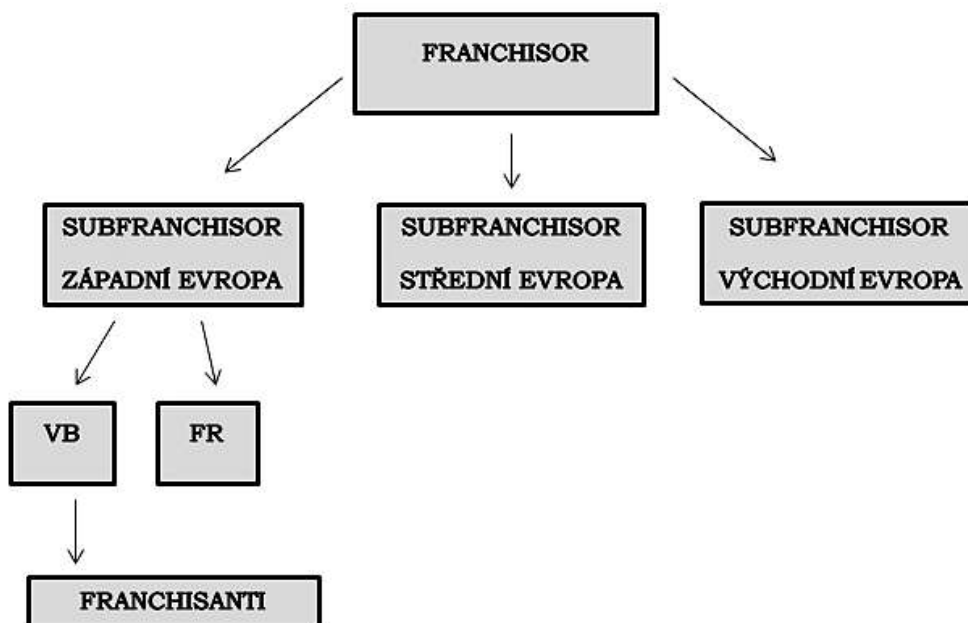 FRANCHISOR
SUBFRANCHISOR
ZÁPADNÍ EVROPA
SUBFRANCHISOR
STŘEDNÍ EVROPA
SUBFRANCHISOR
VÝCHODNÍ EVROPA
VB
FR
FRANCHISANTI